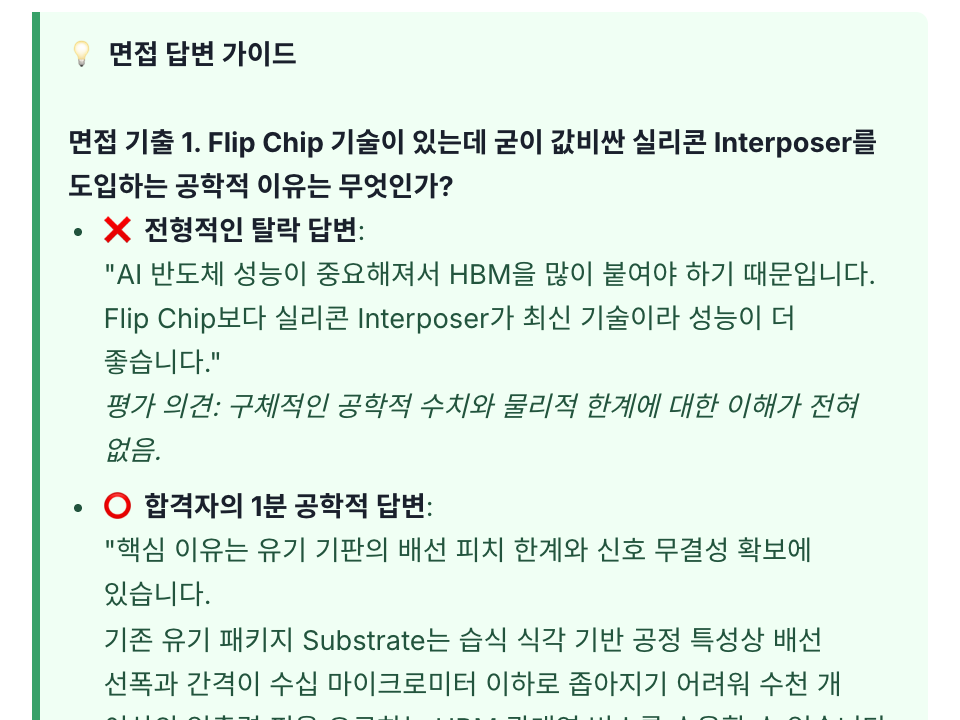 💡 면접 답변 가이드
면접 기출 1. Flip Chip 기술이 있는데 굳이 값비싼 실리콘 Interposer를
도입하는 공학적 이유는 무엇인가?
• ❌ 전형적인 탈락 답변:
"AI 반도체 성능이 중요해져서 HBM을 많이 붙여야 하기 때문입니다.
Flip Chip보다 실리콘 Interposer가 최신 기술이라 성능이 더
좋습니다."
평가 의견: 구체적인 공학적 수치와 물리적 한계에 대한 이해가 전혀
없음.
• ⭕ 합격자의 1분 공학적 답변:
"핵심 이유는 유기 기판의 배선 피치 한계와 신호 무결성 확보에
있습니다.
기존 유기 패키지 Substrate는 습식 식각 기반 공정 특성상 배선
선폭과 간격이 수십 마이크로미터 이하로 좁아지기 어려워 수천 개